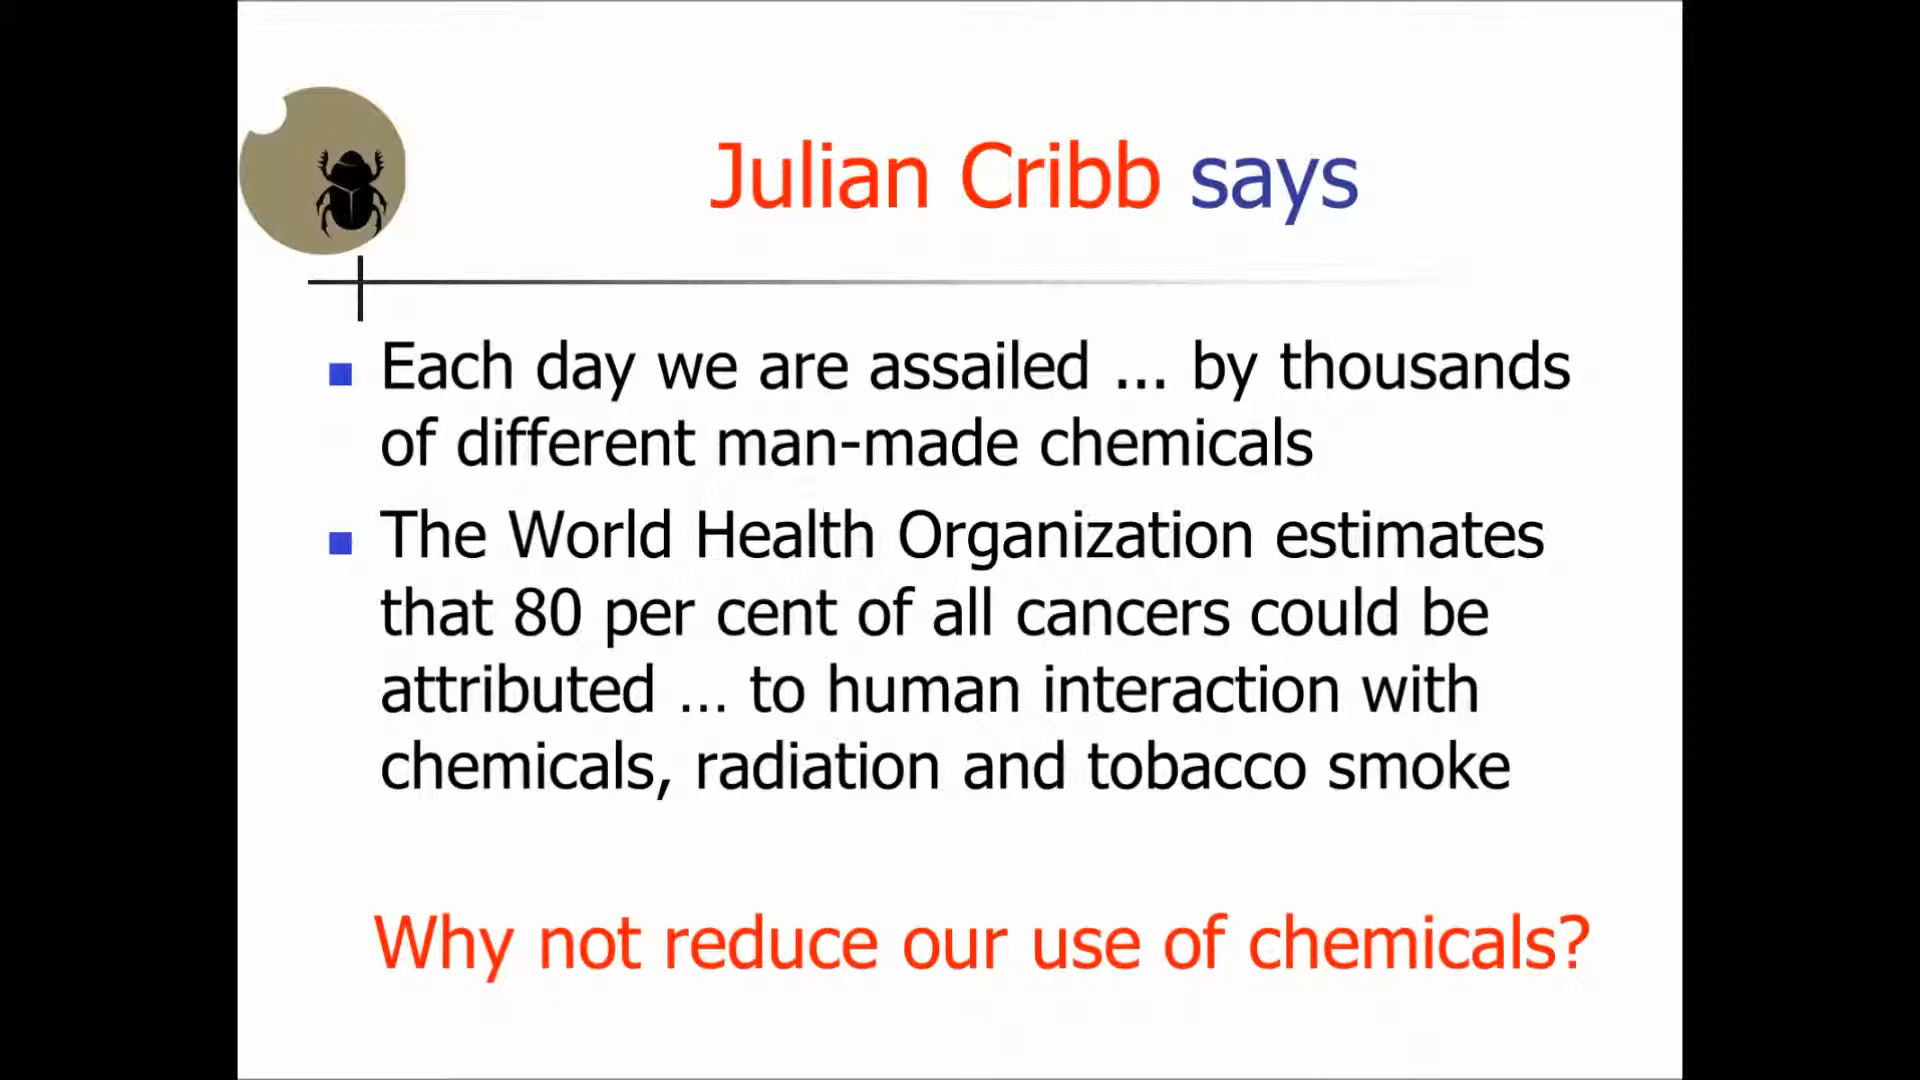 Julian Cribb says
Each day we are assailed ... by thousands
of different man-made chemicals
The World Health Organization estimates
that 80 per cent of all cancers could be
attributed ... to human interaction with
chemicals, radiation and tobacco smoke
Why not reduce our use of chemicals?